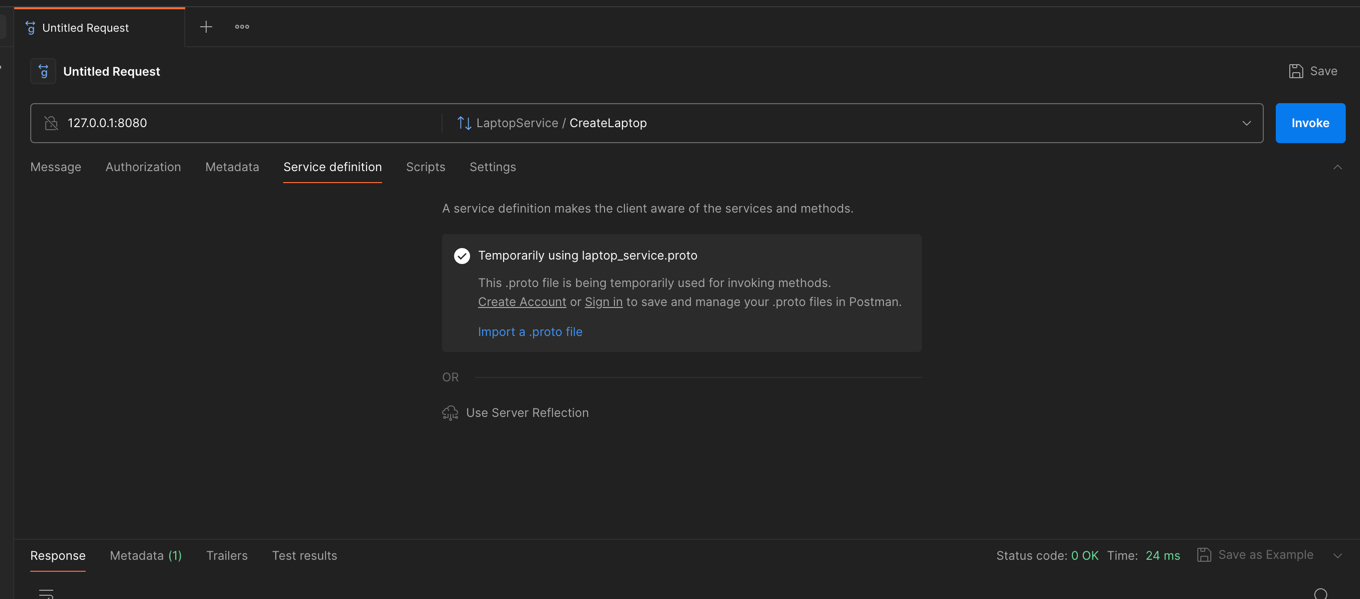 Untitled Request
Untitled Request
Save
127.0.0.1:8080
LaptopService / CreateLaptop
Invoke
Message Authorization Metadata Service definition Scripts Settings
A service definition makes the client aware of the services and methods.
Temporarily using laptop_service.proto
This .proto file is being temporarily used for invoking methods.
Create Account or Sign in to save and manage your .proto files in Postman.
Import a .proto file
OR
Use Server Reflection
Response Metadata (1) Trailers Test results
Status code: 0 OK Time: 24 ms Save as Example